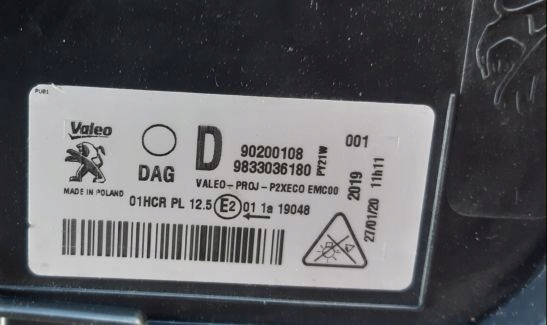 PUB1
Valeo
MADE IN POLAND
DAG
D
90200108
9833036180
PY21W
001
VALEO-PROJ-P2XECO EMC00
01HCR PL 12.5 E2 01 1a 19048
2019
27/01/20 11h11